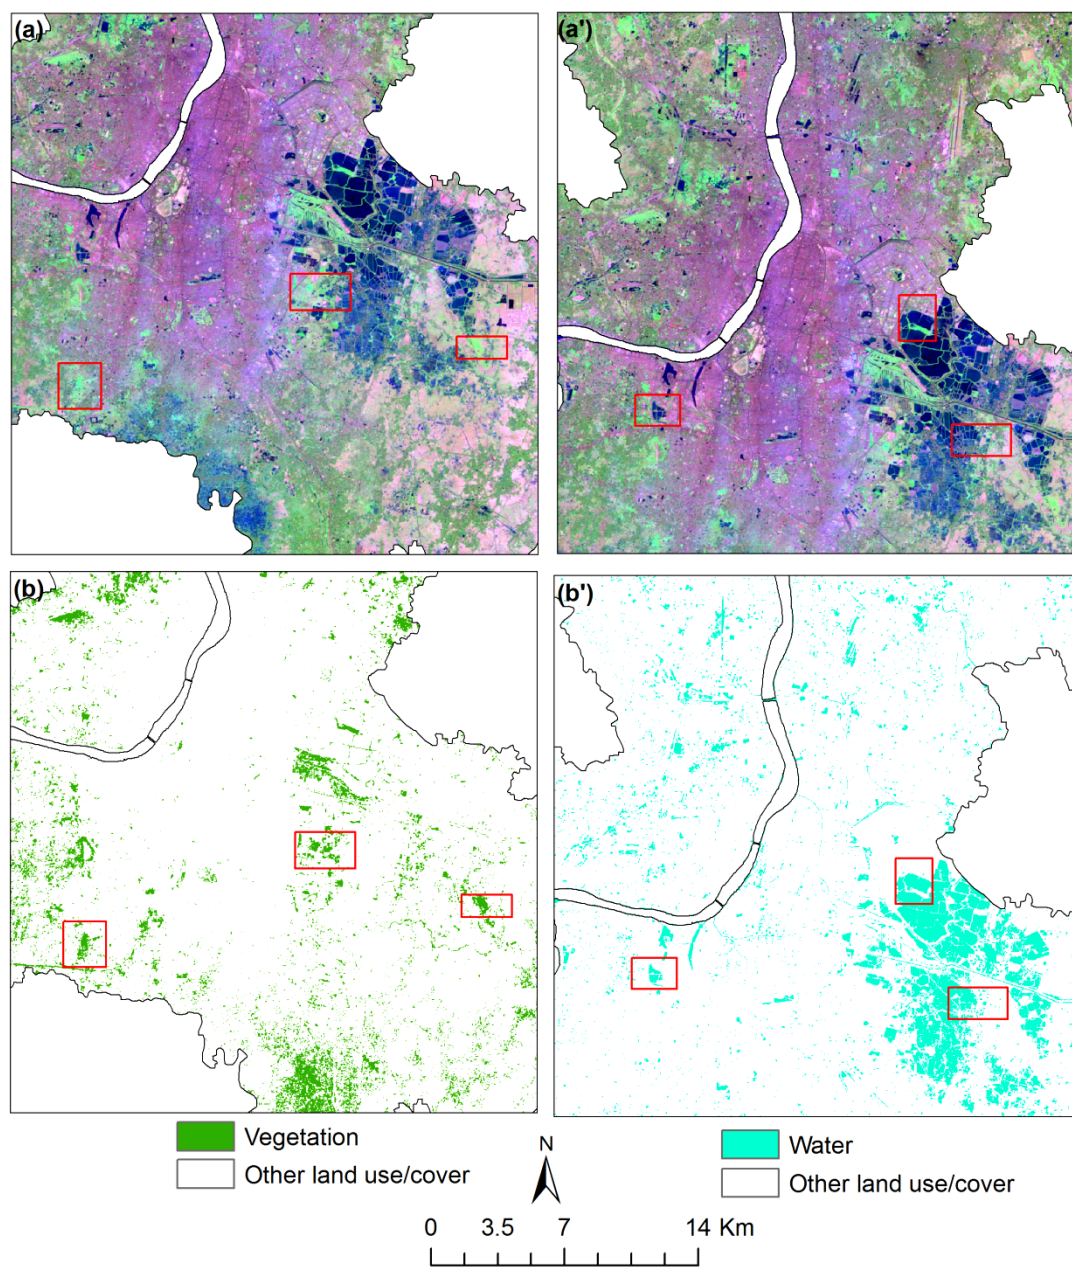 (a)
(a')
(b)
(b')
Vegetation
Other land use/cover
N
Water
Other land use/cover
0 3.5 7 14 Km